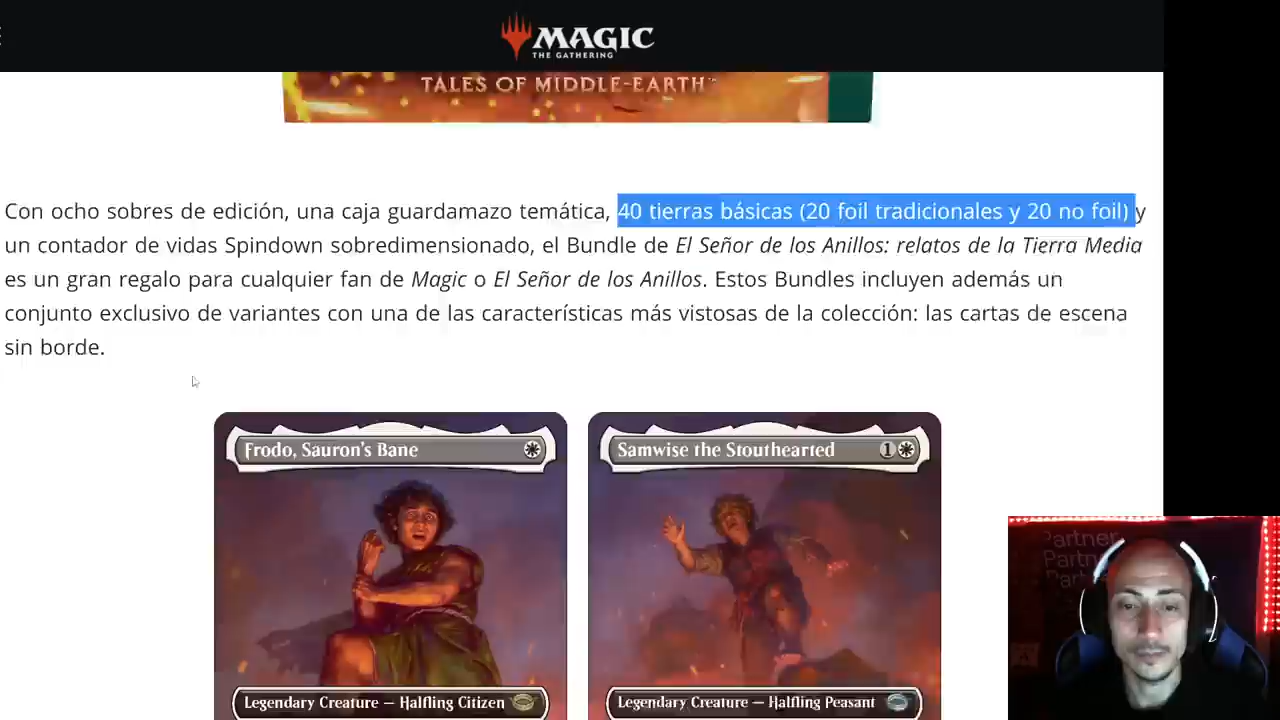 MAGIC
THE GATHERING
TALES OF MIDDLE-EARTH™
Con ocho sobres de edición, una caja guardamazo temática, 40 tierras básicas (20 foil tradicionales y 20 no foil) y
un contador de vidas Spindown sobredimensionado, el Bundle de El Señor de los Anillos: relatos de la Tierra Media
es un gran regalo para cualquier fan de Magic o El Señor de los Anillos. Estos Bundles incluyen además un
conjunto exclusivo de variantes con una de las características más vistosas de la colección: las cartas de escena
sin borde.
Frodo, Sauron's Bane
Samwise the Stouthearted 1
Legendary Creature — Halfling Citizen
Legendary Creature — Halfling Peasant
Partner
Partner